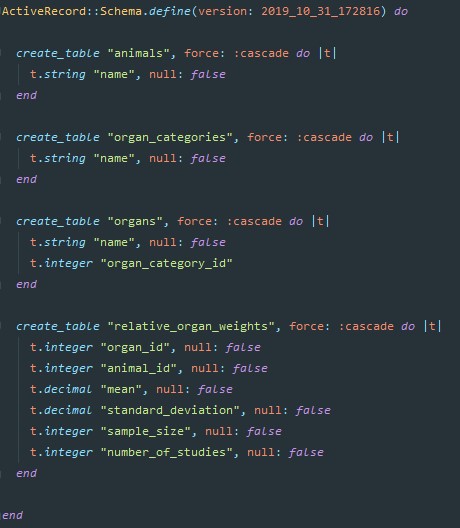 ActiveRecord::Schema.define(version: 2019_10_31_172816) do
create_table "animals", force: :cascade do |t|
t.string "name", null: false
end
create_table "organ_categories", force: :cascade do |t|
t.string "name", null: false
end
create_table "organs", force: :cascade do |t|
t.string "name", null: false
t.integer "organ_category_id"
end
create_table "relative_organ_weights", force: :cascade do |t|
t.integer "organ_id", null: false
t.integer "animal_id", null: false
t.decimal "mean", null: false
t.decimal "standard_deviation", null: false
t.integer "sample_size", null: false
t.integer "number_of_studies", null: false
end
end